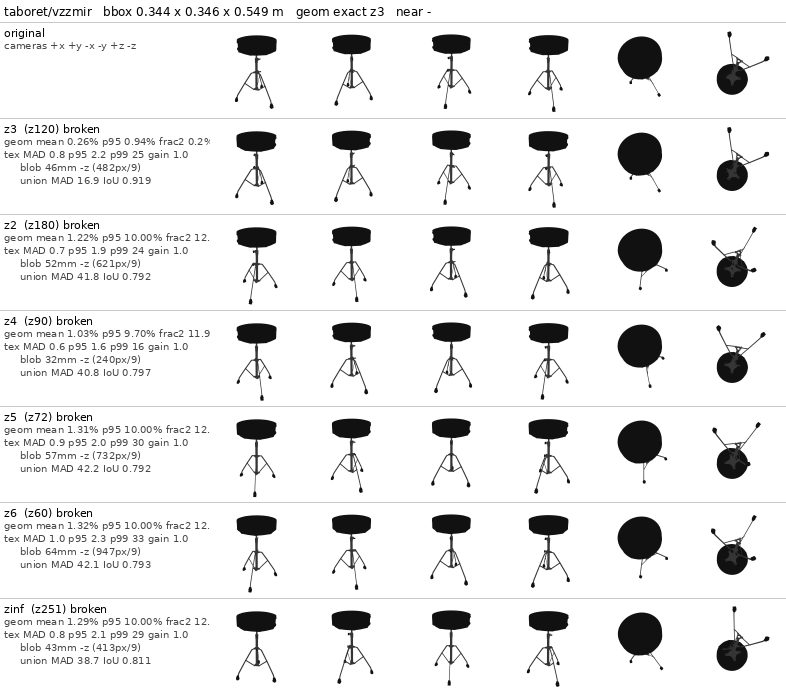 taboret/vzzmir   bbox 0.344 x 0.346 x 0.549 m   geom exact z3   near -
original
cameras +x +y -x -y +z -z
z3  (z120) broken
geom mean 0.26% p95 0.94% frac2 0.2%
tex MAD 0.8 p95 2.2 p99 25 gain 1.0
blob 46mm -z (482px/9)
union MAD 16.9 IoU 0.919
z2  (z180) broken
geom mean 1.22% p95 10.00% frac2 12.
tex MAD 0.7 p95 1.9 p99 24 gain 1.0
blob 52mm -z (621px/9)
union MAD 41.8 IoU 0.792
z4  (z90) broken
geom mean 1.03% p95 9.70% frac2 11.9
tex MAD 0.6 p95 1.6 p99 16 gain 1.0
blob 32mm -z (240px/9)
union MAD 40.8 IoU 0.797
z5  (z72) broken
geom mean 1.31% p95 10.00% frac2 12.
tex MAD 0.9 p95 2.0 p99 30 gain 1.0
blob 57mm -z (732px/9)
union MAD 42.2 IoU 0.792
z6  (z60) broken
geom mean 1.32% p95 10.00% frac2 12.
tex MAD 1.0 p95 2.3 p99 33 gain 1.0
blob 64mm -z (947px/9)
union MAD 42.1 IoU 0.793
zinf  (z251) broken
geom mean 1.29% p95 10.00% frac2 12.
tex MAD 0.8 p95 2.1 p99 29 gain 1.0
blob 43mm -z (413px/9)
union MAD 38.7 IoU 0.811